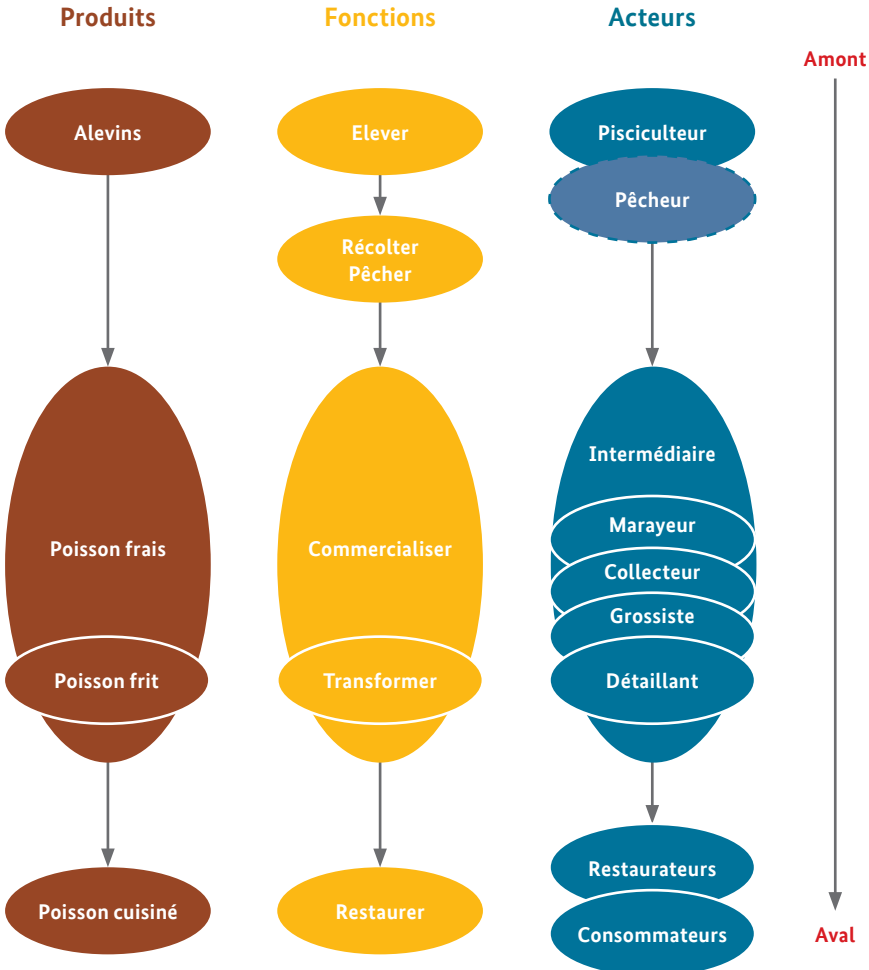 Produits
Fonctions
Acteurs
Amont
Alevins
Elever
Pisciculteur
Pêcheur
Récolter
Pêcher
Intermédiaire
Marayeur
Poisson frais
Commercialiser
Collecteur
Grossiste
Poisson frit
Transformer
Détaillant
Restaurateurs
Poisson cuisiné
Restaurer
Consommateurs
Aval